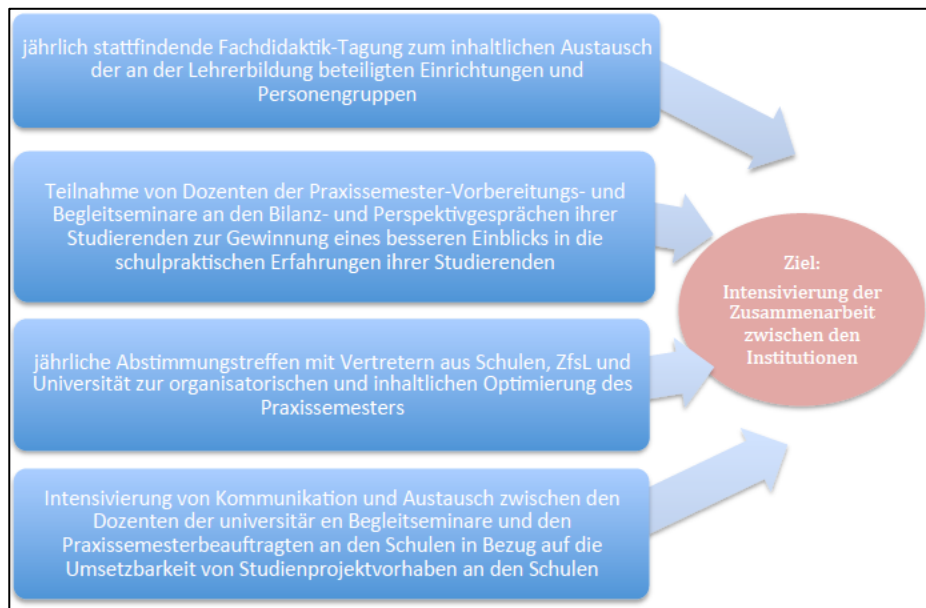 jährlich stattfindende Fachdidaktik-Tagung zum inhaltlichen Austausch
der an der Lehrerbildung beteiligten Einrichtungen und
Personengruppen
Teilnahme von Dozenten der Praxissemester-Vorbereitungs- und
Begleitseminare an den Bilanz- und Perspektivgesprächen ihrer
Studierenden zur Gewinnung eines besseren Einblicks in die
schulpraktischen Erfahrungen ihrer Studierenden
jährliche Abstimmungstreffen mit Vertretern aus Schulen, ZfsL und
Universität zur organisatorischen und inhaltlichen Optimierung des
Praxissemesters
Intensivierung von Kommunikation und Austausch zwischen den
Dozenten der universitär en Begleitseminare und den
Praxissemesterbeauftragten an den Schulen in Bezug auf die
Umsetzbarkeit von Studienprojektvorhaben an den Schulen
Ziel:
Intensivierung der
Zusammenarbeit
zwischen den
Institutionen